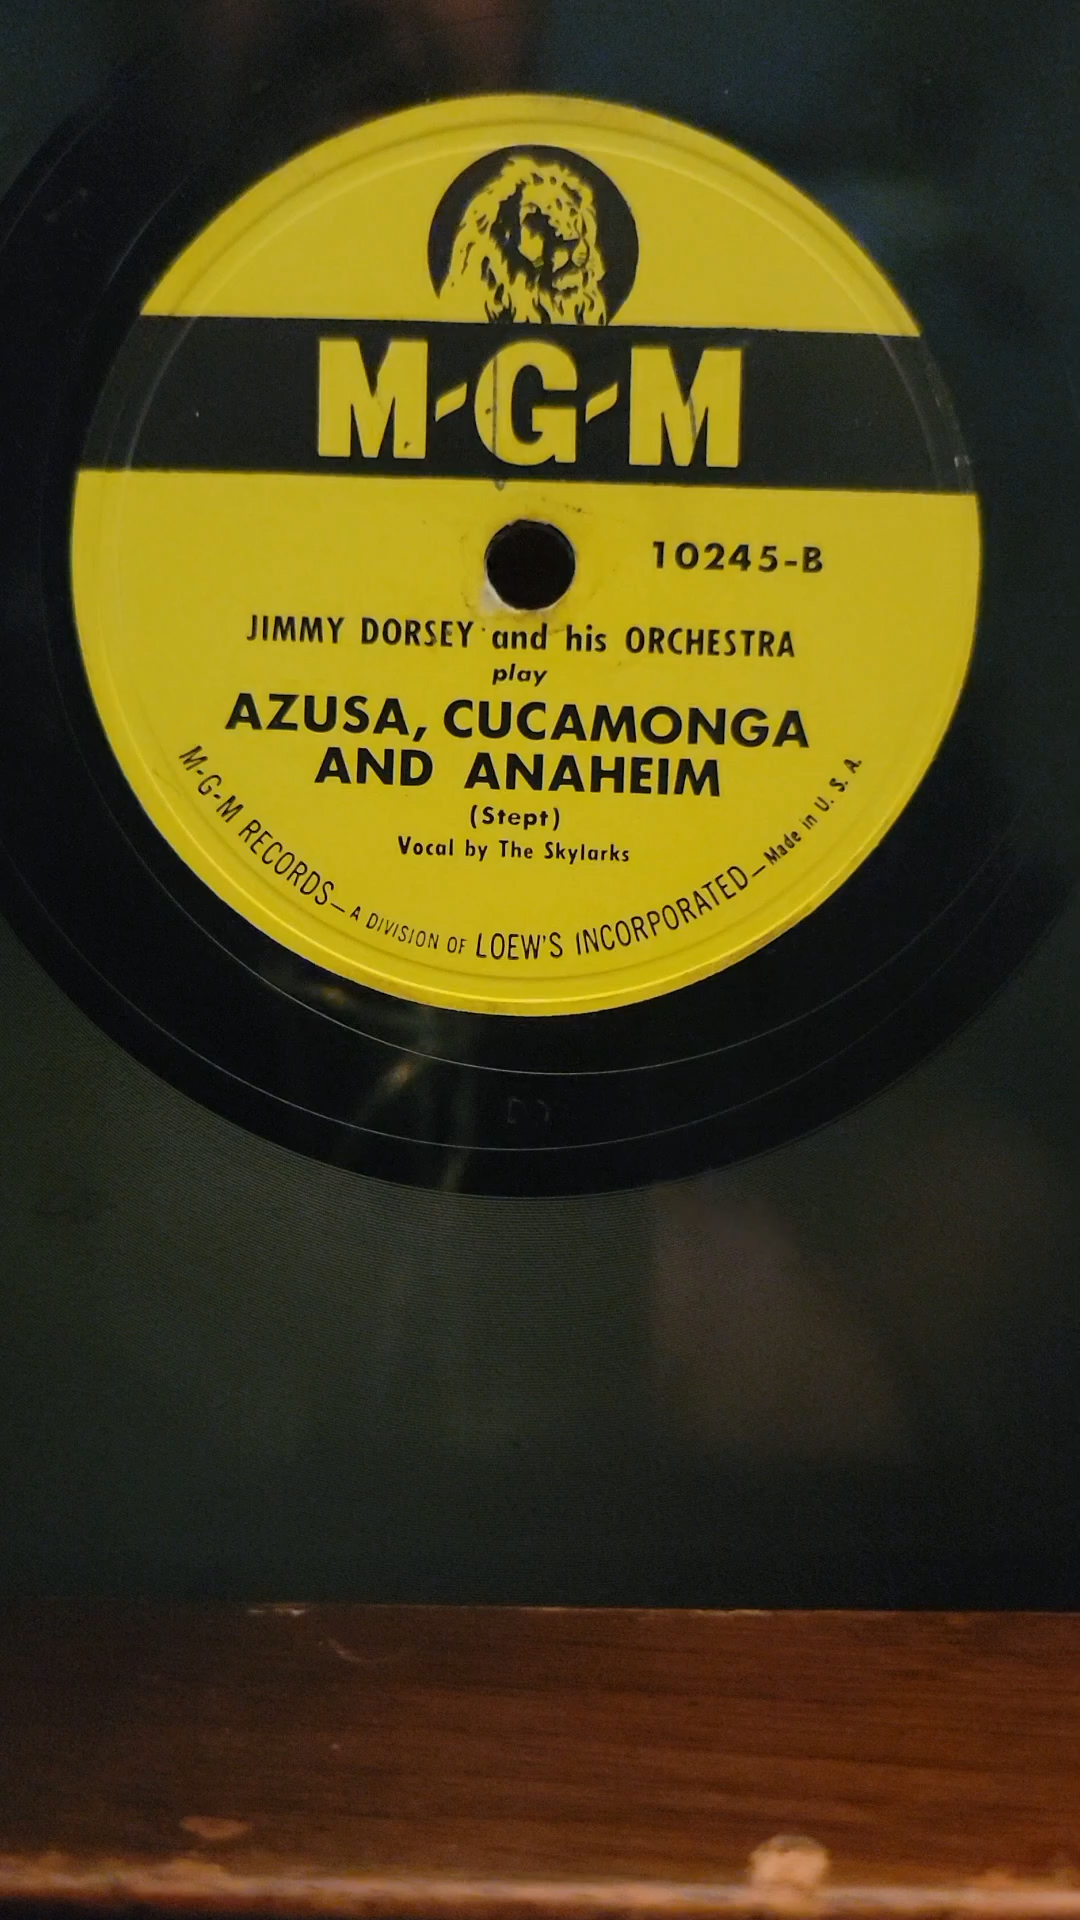 M-G-M
10245-B
JIMMY DORSEY and his ORCHESTRA
play
AZUSA, CUCAMONGA
AND ANAHEIM
(Stept)
Vocal by The Skylarks
M-G-M RECORDS—A DIVISION OF LOEW'S INCORPORATED—Made in U. S. A.